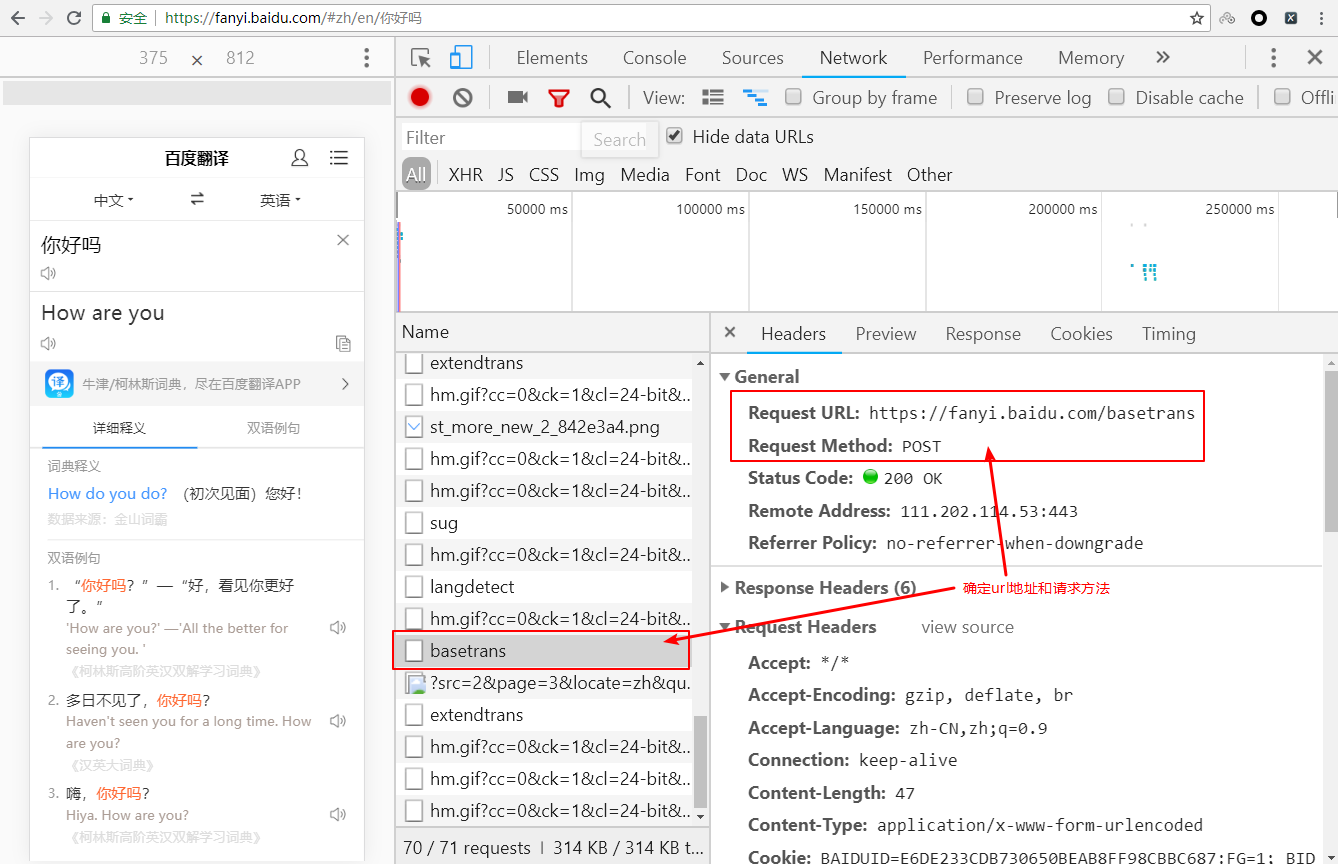 安全 https://fanyi.baidu.com/#zh/en/你好吗
375 × 812
Elements Console Sources Network Performance Memory »
View: Group by frame Preserve log Disable cache Offli
Filter Search Hide data URLs
All XHR JS CSS Img Media Font Doc WS Manifest Other
50000 ms 100000 ms 150000 ms 200000 ms 250000 ms
百度翻译
中文 英语
你好吗
How are you
译 牛津/柯林斯词典，尽在百度翻译APP
详细释义 双语例句
词典释义
How do you do? (初次见面) 您好！
数据来源：金山词霸
双语例句
1. “你好吗？” —“好，看见你更好
了。”
'How are you?' —'All the better for
seeing you. '
《柯林斯高阶英汉双解学习词典》
2. 多日不见了，你好吗？
Haven't seen you for a long time. How
are you?
《汉英大词典》
3. 嗨，你好吗？
Hiya. How are you?
《柯林斯高阶英汉双解学习词典》
Name
extendtrans
hm.gif?cc=0&ck=1&cl=24-bit&..
st_more_new_2_842e3a4.png
hm.gif?cc=0&ck=1&cl=24-bit&..
hm.gif?cc=0&ck=1&cl=24-bit&..
sug
hm.gif?cc=0&ck=1&cl=24-bit&..
langdetect
hm.gif?cc=0&ck=1&cl=24-bit&..
basetrans
?src=2&page=3&locate=zh&qu.
extendtrans
hm.gif?cc=0&ck=1&cl=24-bit&..
hm.gif?cc=0&ck=1&cl=24-bit&..
hm.gif?cc=0&ck=1&cl=24-bit&..
70 / 71 requests | 314 KB / 314 KB t...
× Headers Preview Response Cookies Timing
General
Request URL: https://fanyi.baidu.com/basetrans
Request Method: POST
Status Code: 200 OK
Remote Address: 111.202.114.53:443
Referrer Policy: no-referrer-when-downgrade
Response Headers (6)
确定url地址和请求方法
Request Headers view source
Accept: */*
Accept-Encoding: gzip, deflate, br
Accept-Language: zh-CN,zh;q=0.9
Connection: keep-alive
Content-Length: 47
Content-Type: application/x-www-form-urlencoded
Cookie: BAIDUID=E6DE233CDB730650BEAB8FF98CBBC687:FG=1; BID